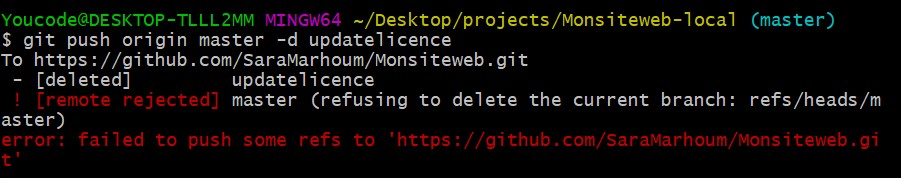 Youcode@DESKTOP-TLLL2MM MINGW64 ~/Desktop/projects/Monsiteweb-local (master)
$ git push origin master -d updatelicence
To https://github.com/SaraMarhoum/Monsiteweb.git
 - [deleted]         updatelicence
 ! [remote rejected] master (refusing to delete the current branch: refs/heads/m
aster)
error: failed to push some refs to 'https://github.com/SaraMarhoum/Monsiteweb.gi
t'